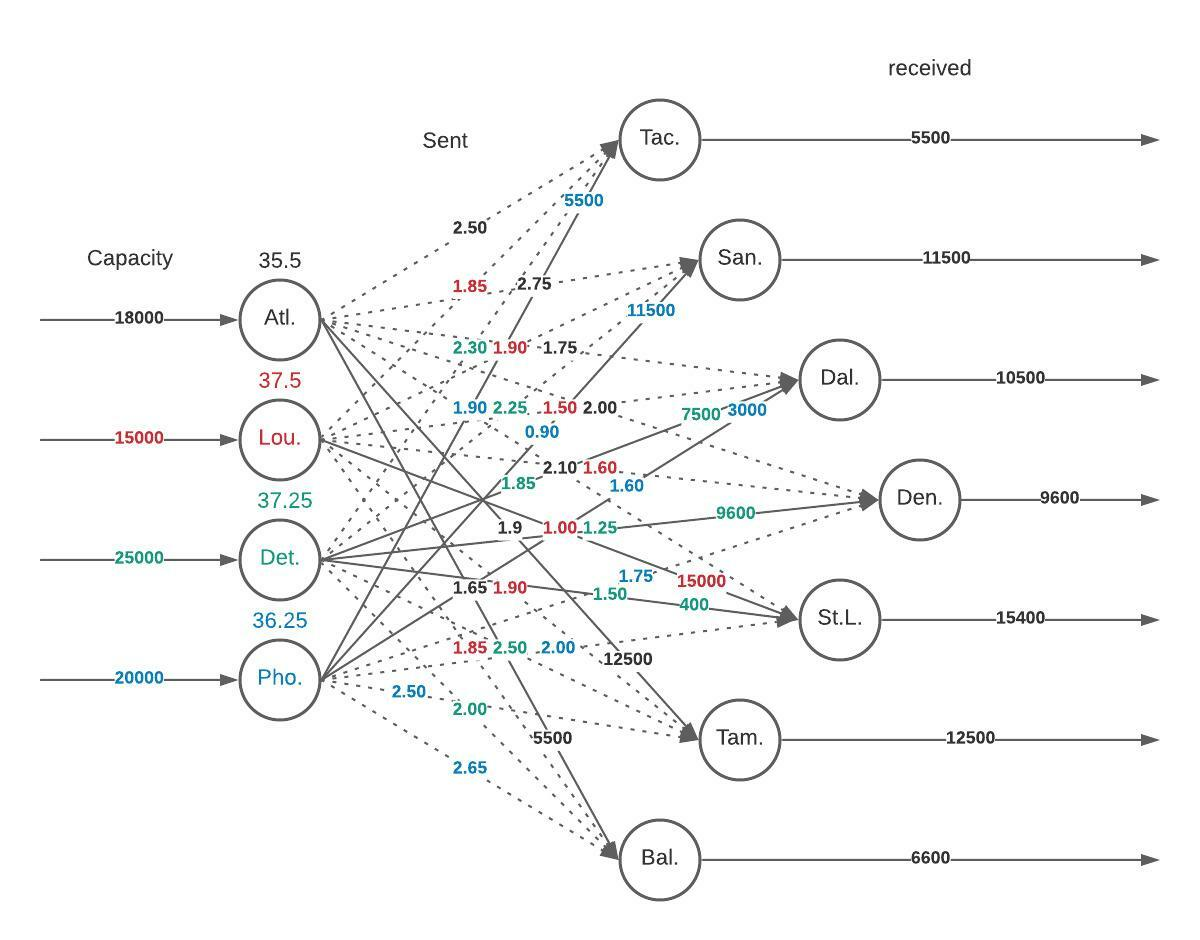 received
Tac.
5500
Sent
5500
2.50
Capacity
35.5
San.
11500
18000
Atl.
1.85
2.75
11500
2.30 1.90 1.75
37.5
Dal.
10500
15000
Lou.
1.90 2.25 1.50 2.00
7500 3000
0.90
2.10 1.60
1.85
1.60
37.25
Den.
9600
9600
1.9
1.00 1.25
25000
Det.
1.75
15000
1.65 1.90
1.50
400
36.25
St.L.
15400
20000
Pho.
1.85 2.50 2.00
12500
2.50
2.00
5500
Tam.
12500
2.65
Bal.
6600